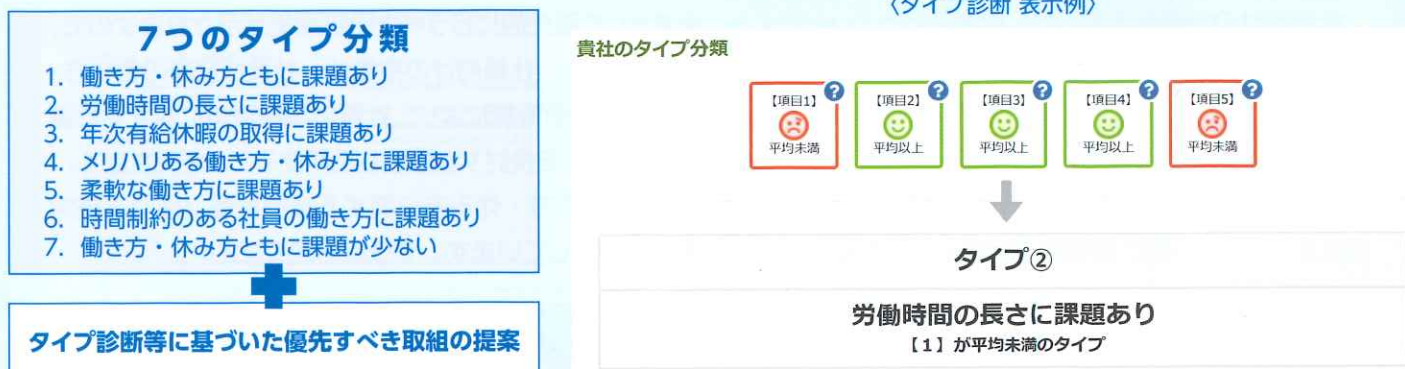 7つのタイプ分類
1. 働き方・休み方ともに課題あり
2. 労働時間の長さに課題あり
3. 年次有給休暇の取得に課題あり
4. メリハリある働き方・休み方に課題あり
5. 柔軟な働き方に課題あり
6. 時間制約のある社員の働き方に課題あり
7. 働き方・休み方ともに課題が少ない
タイプ診断等に基づいた優先すべき取組の提案
〈タイプ診断 表示例〉
貴社のタイプ分類
【項目1】 ?
平均未満
【項目2】 ?
平均以上
【項目3】 ?
平均以上
【項目4】 ?
平均以上
【項目5】 ?
平均未満
タイプ②
労働時間の長さに課題あり
【1】が平均未満のタイプ